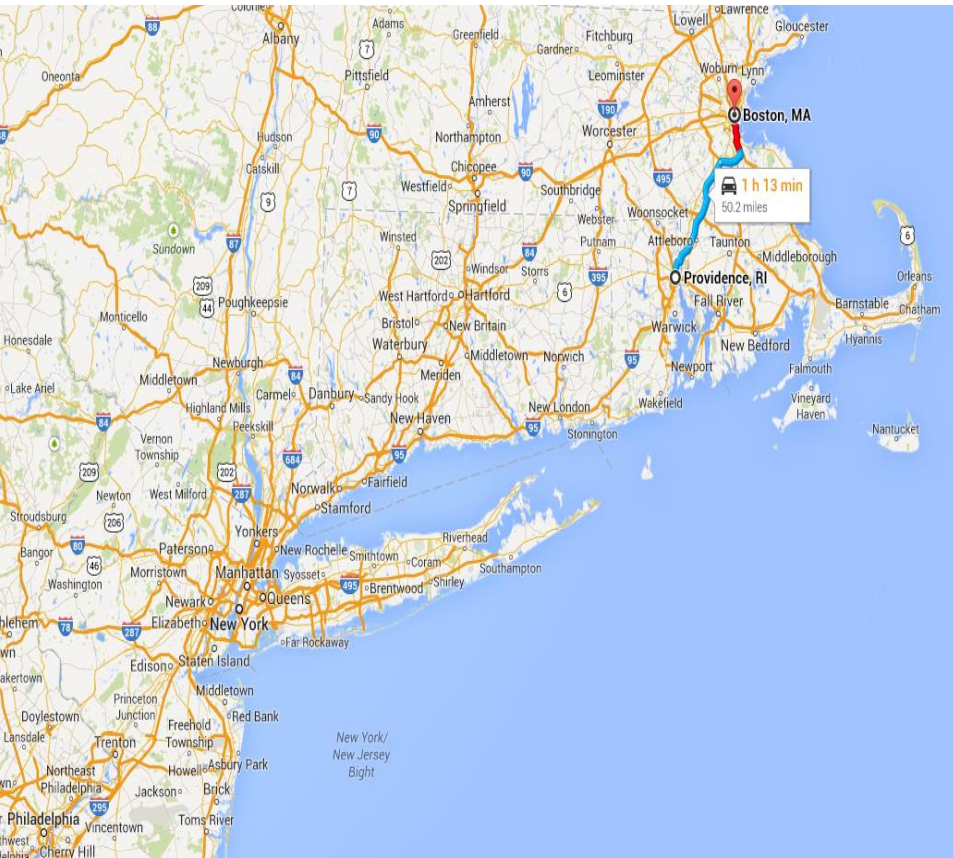 Colonie
Adams
Greenfield
Lowell
Lawrence
Gloucester
88
Albany
7
Fitchburg
Gardner
Oneonta
Pittsfield
Leominster
Woburn
Lynn
Amherst
190
Boston, MA
88
Hudson
90
Northampton
Worcester
Catskill
Chicopee
90
495
1 h 13 min
50.2 miles
9
7
Westfield
Springfield
Southbridge
Webster
Woonsocket
Sundown
87
Winsted
202
84
Putnam
Attleboro
Taunton
6
Middleborough
209
Windsor
Storrs
395
Providence, RI
Orleans
44
Poughkeepsie
West Hartford
Hartford
6
Fall River
Barnstable
Chatham
Monticello
Bristol
New Britain
Warwick
Hyannis
Honesdale
Waterbury
New Bedford
Newburgh
Middletown
Norwich
95
Newport
Falmouth
Lake Ariel
Middletown
84
Meriden
Carmel
Danbury
Sandy Hook
Wakefield
Vineyard
Haven
84
Highland Mills
Peekskill
New Haven
New London
95
Stonington
Nantucket
Vernon
Township
684
95
209
202
Newton
West Milford
287
Norwalk
Fairfield
Stroudsburg
206
Stamford
Yonkers
Riverhead
Bangor
80
Paterson
New Rochelle
Smithtown
Coram
Southampton
46
Washington
Morristown
Manhattan
Syosset
495
Brentwood
Shirley
Newark
Queens
78
287
Elizabeth
New York
Far Rockaway
Edison
Staten Island
Princeton
Junction
Middletown
Doylestown
Freehold
Township
Red Bank
New York/
New Jersey
Bight
Lansdale
Trenton
Howell
Asbury Park
Northeast
Philadelphia
Jackson
Brick
295
Philadelphia
Vincentown
Toms River
Cherry Hill